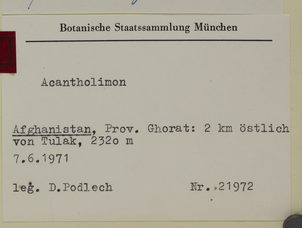 Botanische Staatssammlung München
Acantholimon
Afghanistan, Prov. Ghorat: 2 km östlich
von Tulak, 2320 m
7.6.1971
leg. D.Podlech Nr. 21972